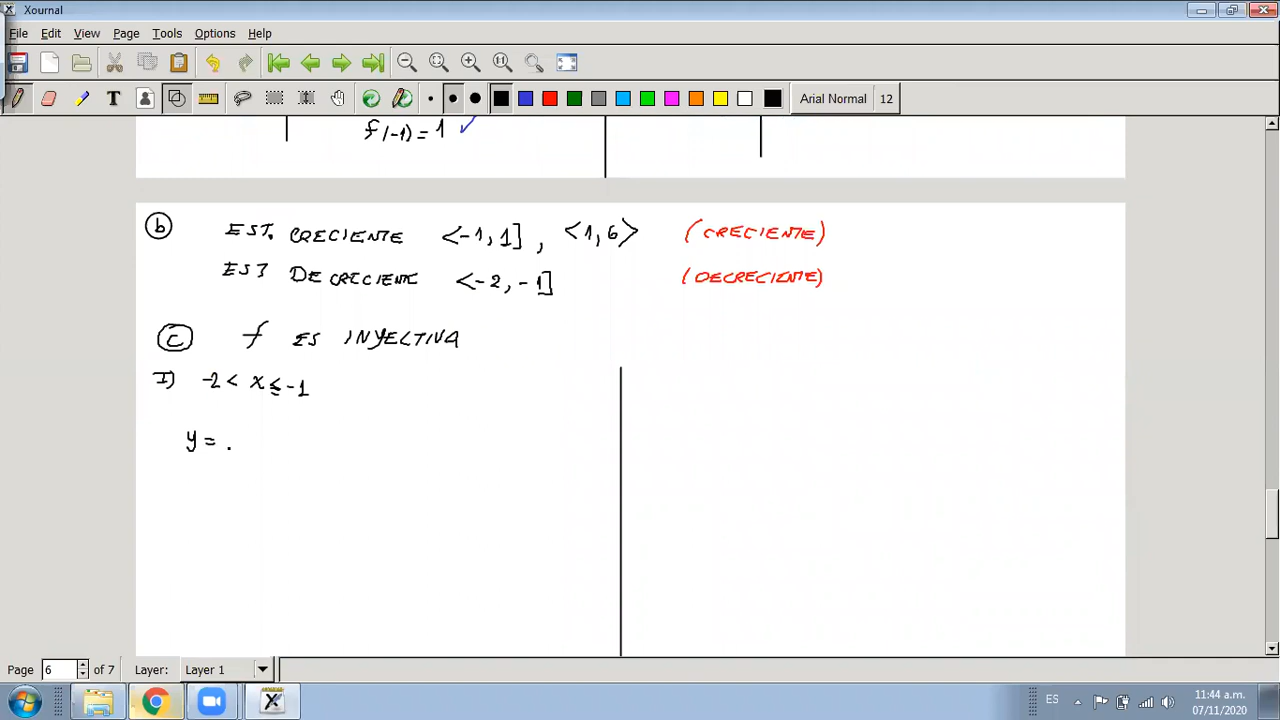 Xournal
File Edit View Page Tools Options Help
T Arial Normal 12
f(-1) = 1 ✓
b EST. CRECIENTE <-1, 1] , <1, 6> (CRECIENTE)
EST DECRECIENTE <-2, -1] (DECRECIENTE)
c f ES INYECTIVA
I) -2 < x ≤ -1
y = .
Page 6 of 7 Layer: Layer 1
ES 11:44 a.m.
07/11/2020